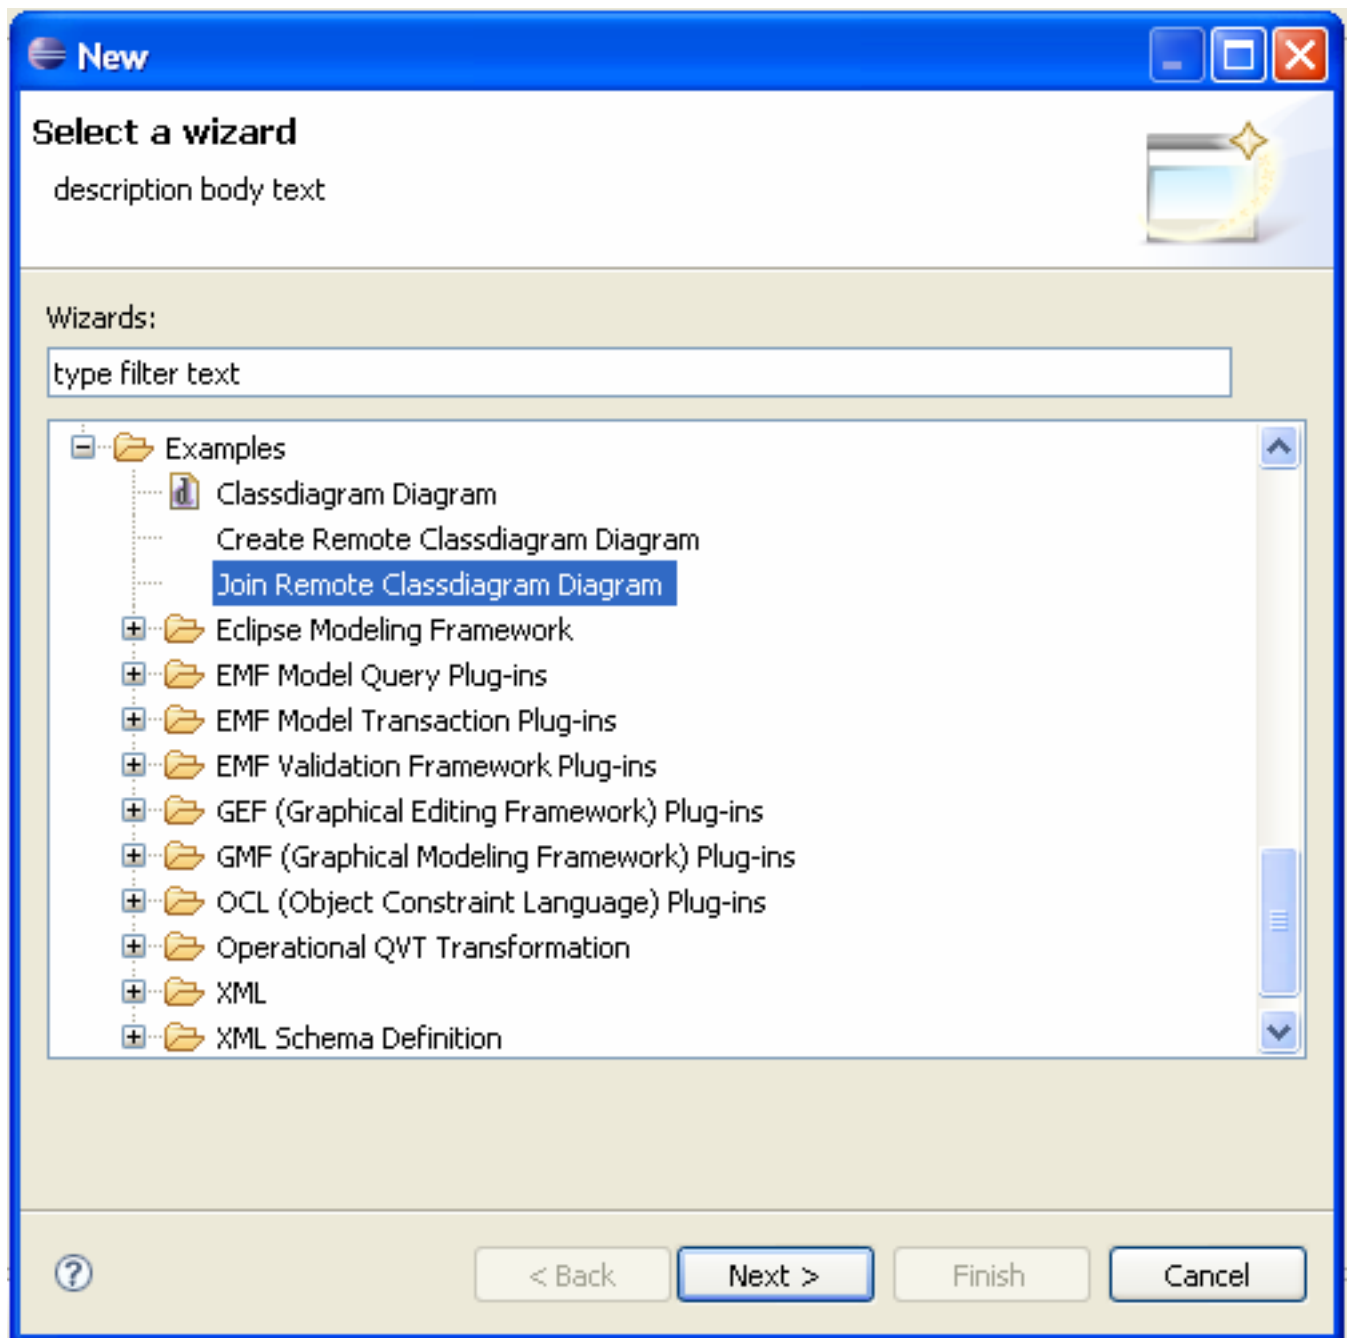 New
Select a wizard
description body text
Wizards:
type filter text
Examples
Classdiagram Diagram
Create Remote Classdiagram Diagram
Join Remote Classdiagram Diagram
Eclipse Modeling Framework
EMF Model Query Plug-ins
EMF Model Transaction Plug-ins
EMF Validation Framework Plug-ins
GEF (Graphical Editing Framework) Plug-ins
GMF (Graphical Modeling Framework) Plug-ins
OCL (Object Constraint Language) Plug-ins
Operational QVT Transformation
XML
XML Schema Definition
< Back Next > Finish Cancel